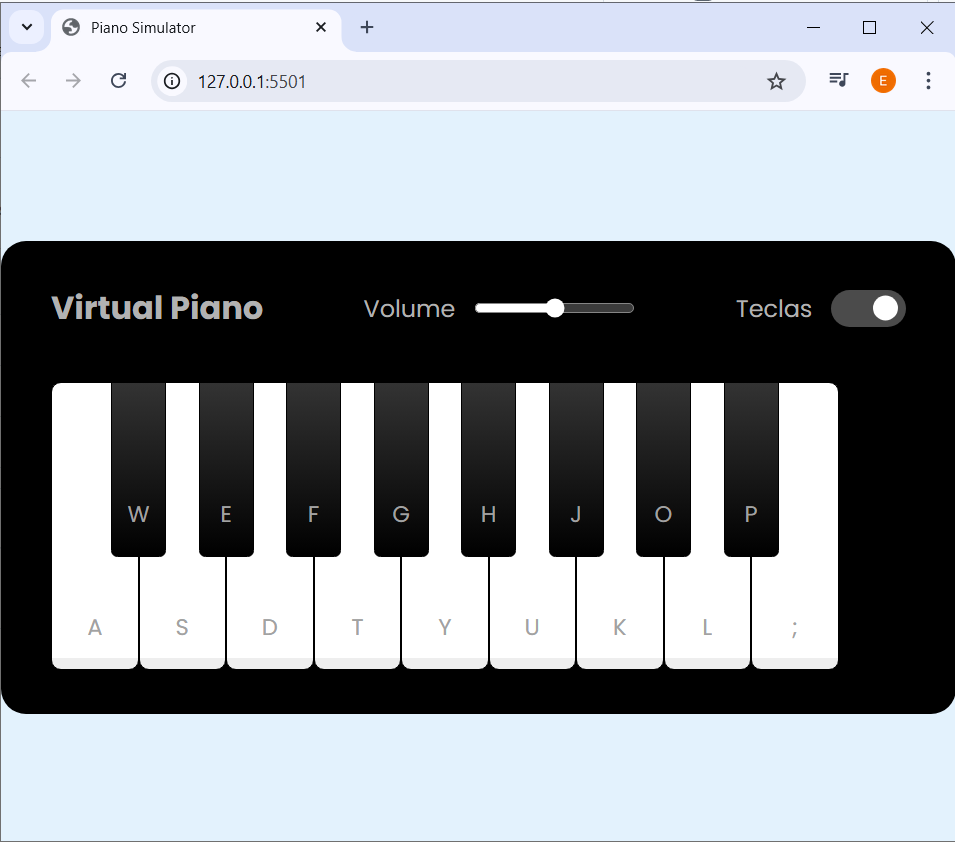 Piano Simulator
127.0.0.1:5501
E
Virtual Piano Volume Teclas
W E F G H J O P
A S D T Y U K L ;